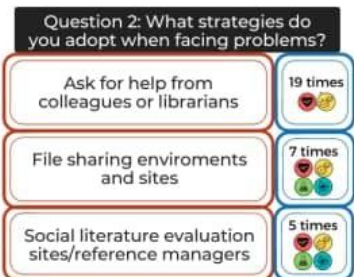 Question 2: What strategies do
you adopt when facing problems?
Ask for help from
colleagues or librarians
19 times
File sharing enviroments
and sites
7 times
Social literature evaluation
sites/reference managers
5 times